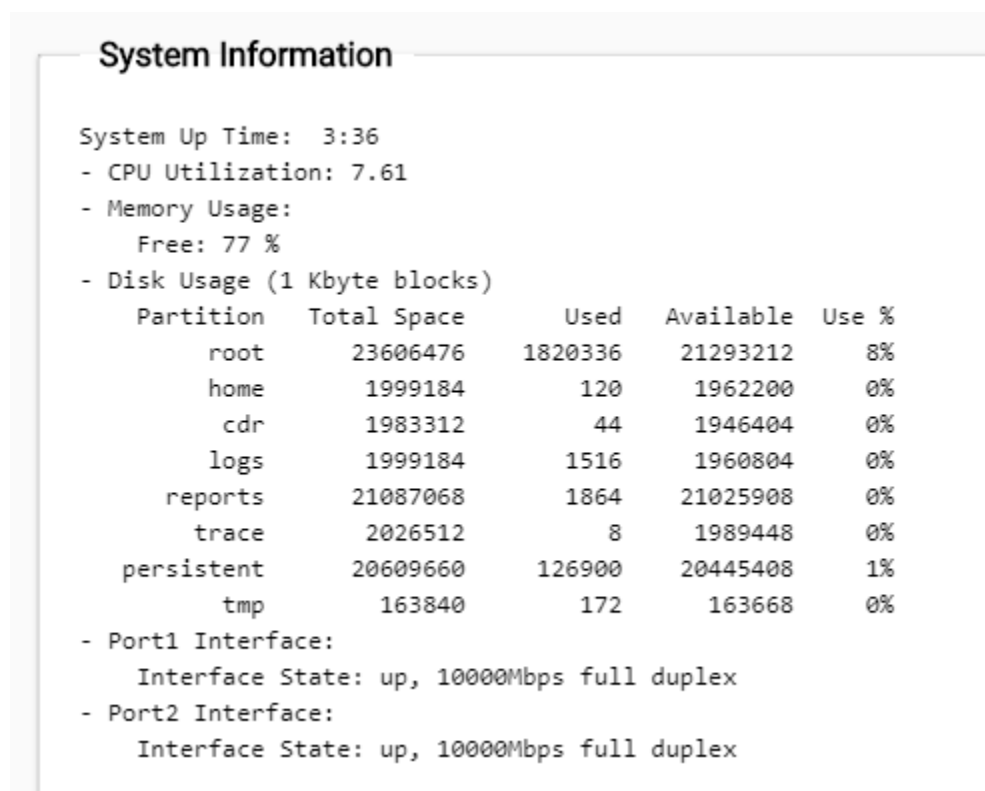 System Information
System Up Time:  3:36
- CPU Utilization: 7.61
- Memory Usage:
    Free: 77 %
- Disk Usage (1 Kbyte blocks)
    Partition   Total Space       Used   Available  Use %
         root      23606476    1820336    21293212     8%
         home       1999184        120     1962200     0%
          cdr       1983312         44     1946404     0%
         logs       1999184       1516     1960804     0%
      reports      21087068       1864    21025908     0%
        trace       2026512          8     1989448     0%
   persistent      20609660     126900    20445408     1%
          tmp        163840        172      163668     0%
- Port1 Interface:
    Interface State: up, 10000Mbps full duplex
- Port2 Interface:
    Interface State: up, 10000Mbps full duplex